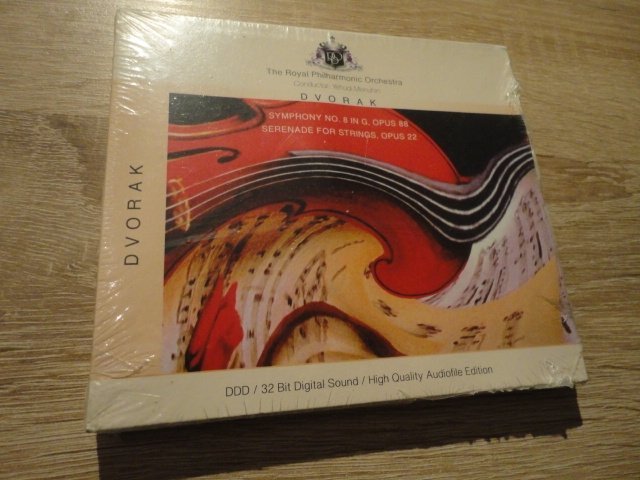 The Royal Philharmonic Orchestra
Conductor: Yehudi Menuhin
DVORAK
SYMPHONY NO. 8 IN G, OPUS 88
SERENADE FOR STRINGS, OPUS 22
DVORAK
DDD / 32 Bit Digital Sound / High Quality Audiofile Edition